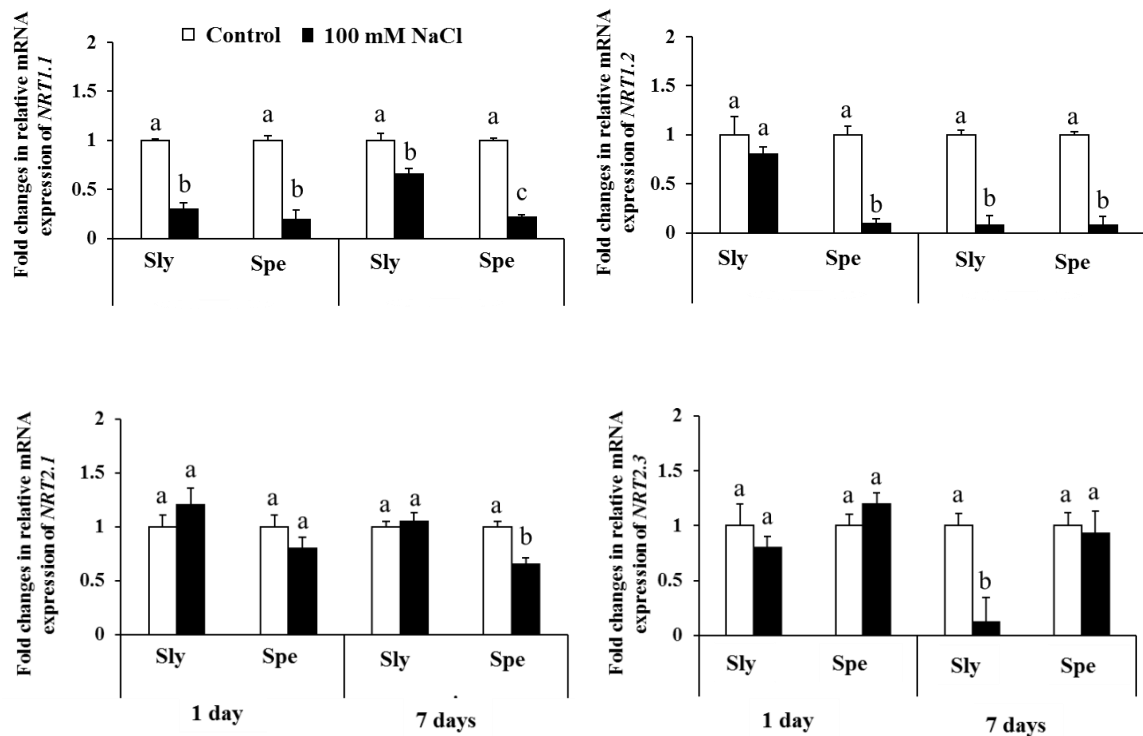 Control 100 mM NaCl
Fold changes in relative mRNA
expression of NRT1.1
2
1.5
1
0.5
0
a
b
a
b
a
b
a
c
Sly
Spe
Sly
Spe
Fold changes in relative mRNA
expression of NRT1.2
2
1.5
1
0.5
0
a
a
a
b
a
b
a
b
Sly
Spe
Sly
Spe
Fold changes in relative mRNA
expression of NRT2.1
2
1.5
1
0.5
0
a
a
a
a
a
a
a
b
Sly
Spe
Sly
Spe
1 day
7 days
Fold changes in relative mRNA
expression of NRT2.3
2
1.5
1
0.5
0
a
a
a
a
a
b
a
a
Sly
Spe
Sly
Spe
1 day
7 days